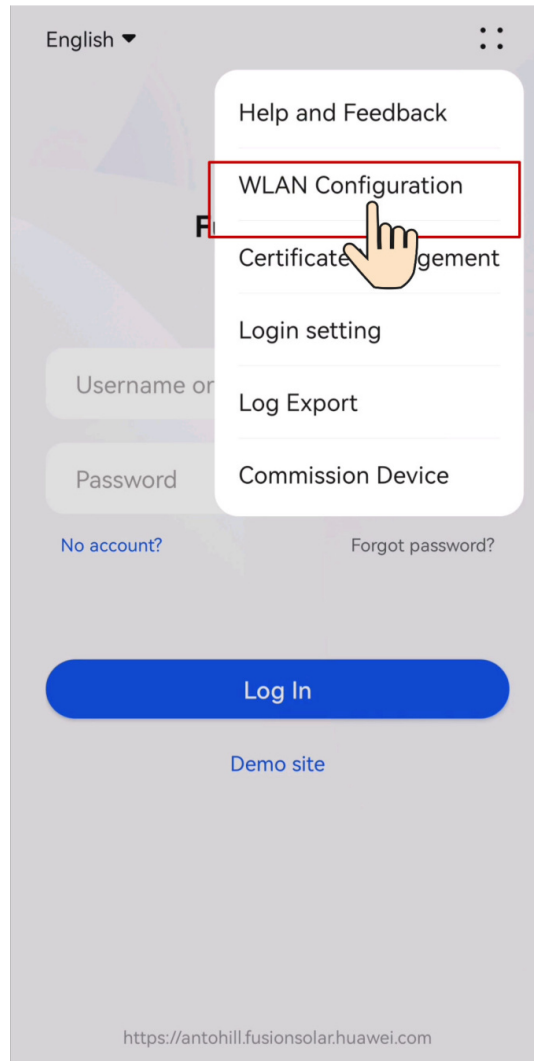 English
Help and Feedback
WLAN Configuration
F
Certificate gement
Login setting
Username or
Log Export
Password
Commission Device
No account?
Forgot password?
Log In
Demo site
https://antohill.fusionsolar.huawei.com